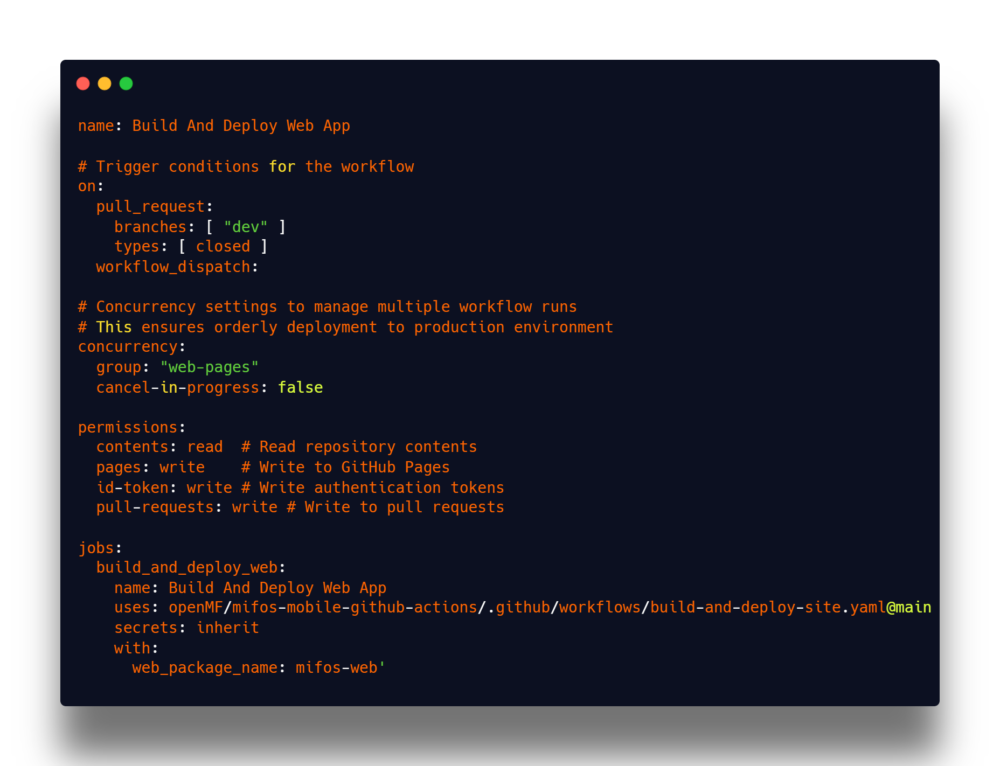 name: Build And Deploy Web App

# Trigger conditions for the workflow
on:
  pull_request:
    branches: [ "dev" ]
    types: [ closed ]
  workflow_dispatch:

# Concurrency settings to manage multiple workflow runs
# This ensures orderly deployment to production environment
concurrency:
  group: "web-pages"
  cancel-in-progress: false

permissions:
  contents: read  # Read repository contents
  pages: write    # Write to GitHub Pages
  id-token: write # Write authentication tokens
  pull-requests: write # Write to pull requests

jobs:
  build_and_deploy_web:
    name: Build And Deploy Web App
    uses: openMF/mifos-mobile-github-actions/.github/workflows/build-and-deploy-site.yaml@main
    secrets: inherit
    with:
      web_package_name: mifos-web'